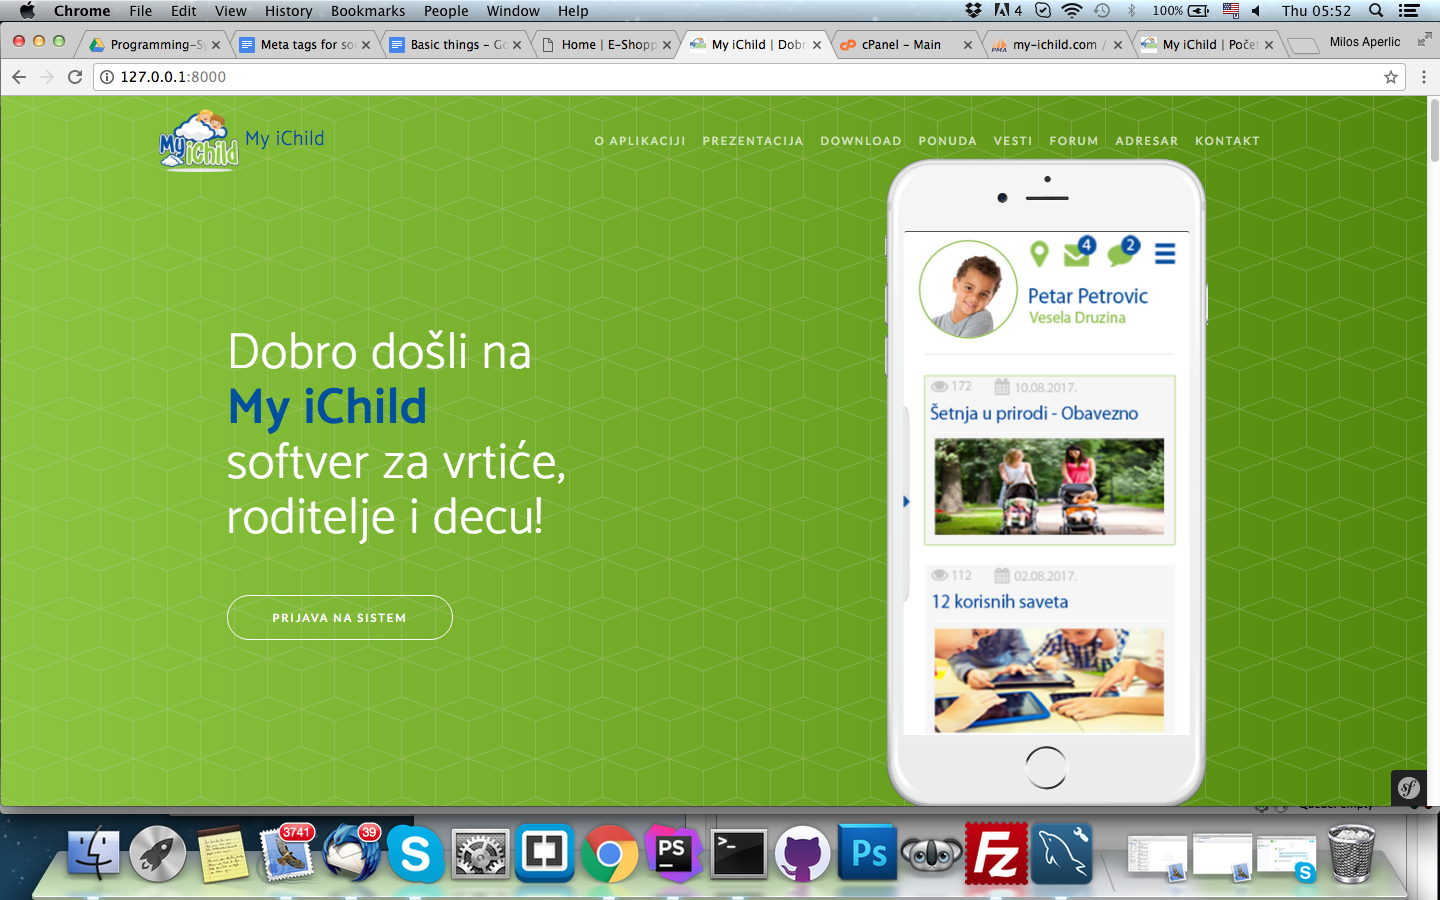 Chrome File Edit View History Bookmarks People Window Help 4 100% Thu 05:52
Programming-Sy Meta tags for so Basic things - Go Home | E-Shopp My iChild | Dobr cPanel - Main my-ichild.com / My iChild | Počet Milos Aperlic
127.0.0.1:8000
My iChild My iChild
O APLIKACIJI PREZENTACIJA DOWNLOAD PONUDA VESTI FORUM ADRESAR KONTAKT
Dobro došli na
My iChild
softver za vrtiće,
roditelje i decu!
PRIJAVA NA SISTEM
4 2
Petar Petrovic
Vesela Druzina
172 10.08.2017.
Šetnja u prirodi - Obavezno
112 02.08.2017.
12 korisnih saveta
sf
3741 39 S PS >_ Ps Fz S